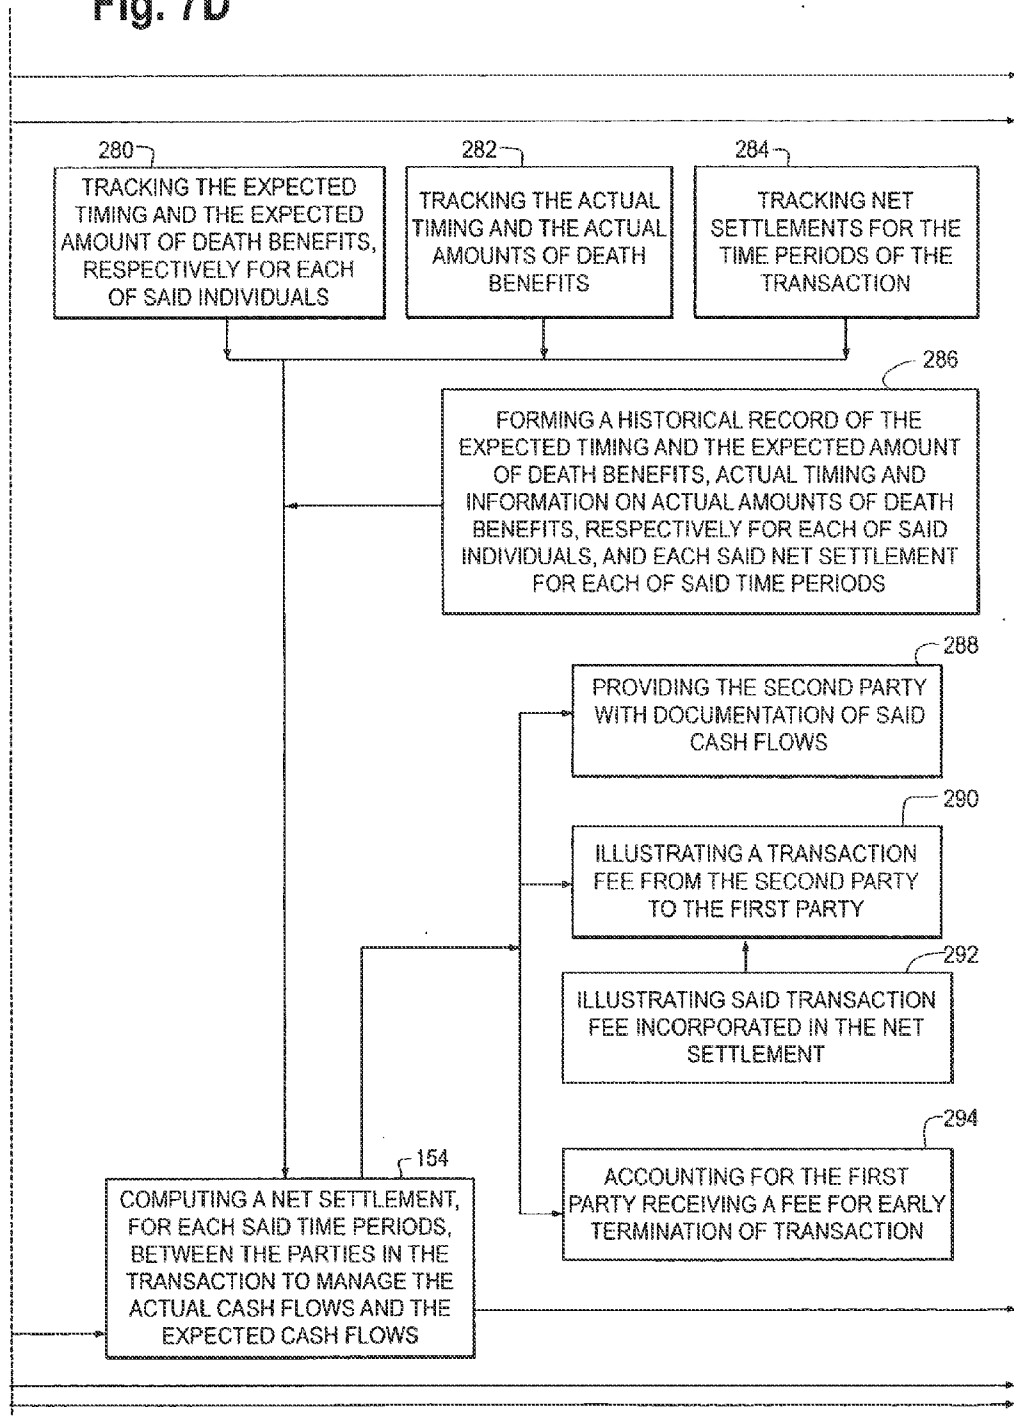 Fig. 7D
280
TRACKING THE EXPECTED
TIMING AND THE EXPECTED
AMOUNT OF DEATH BENEFITS,
RESPECTIVELY FOR EACH
OF SAID INDIVIDUALS
282
TRACKING THE ACTUAL
TIMING AND THE ACTUAL
AMOUNTS OF DEATH
BENEFITS
284
TRACKING NET
SETTLEMENTS FOR THE
TIME PERIODS OF THE
TRANSACTION
286
FORMING A HISTORICAL RECORD OF THE
EXPECTED TIMING AND THE EXPECTED AMOUNT
OF DEATH BENEFITS, ACTUAL TIMING AND
INFORMATION ON ACTUAL AMOUNTS OF DEATH
BENEFITS, RESPECTIVELY FOR EACH OF SAID
INDIVIDUALS, AND EACH SAID NET SETTLEMENT
FOR EACH OF SAID TIME PERIODS
288
PROVIDING THE SECOND PARTY
WITH DOCUMENTATION OF SAID
CASH FLOWS
290
ILLUSTRATING A TRANSACTION
FEE FROM THE SECOND PARTY
TO THE FIRST PARTY
292
ILLUSTRATING SAID TRANSACTION
FEE INCORPORATED IN THE NET
SETTLEMENT
294
ACCOUNTING FOR THE FIRST
PARTY RECEIVING A FEE FOR EARLY
TERMINATION OF TRANSACTION
154
COMPUTING A NET SETTLEMENT,
FOR EACH SAID TIME PERIODS,
BETWEEN THE PARTIES IN THE
TRANSACTION TO MANAGE THE
ACTUAL CASH FLOWS AND THE
EXPECTED CASH FLOWS